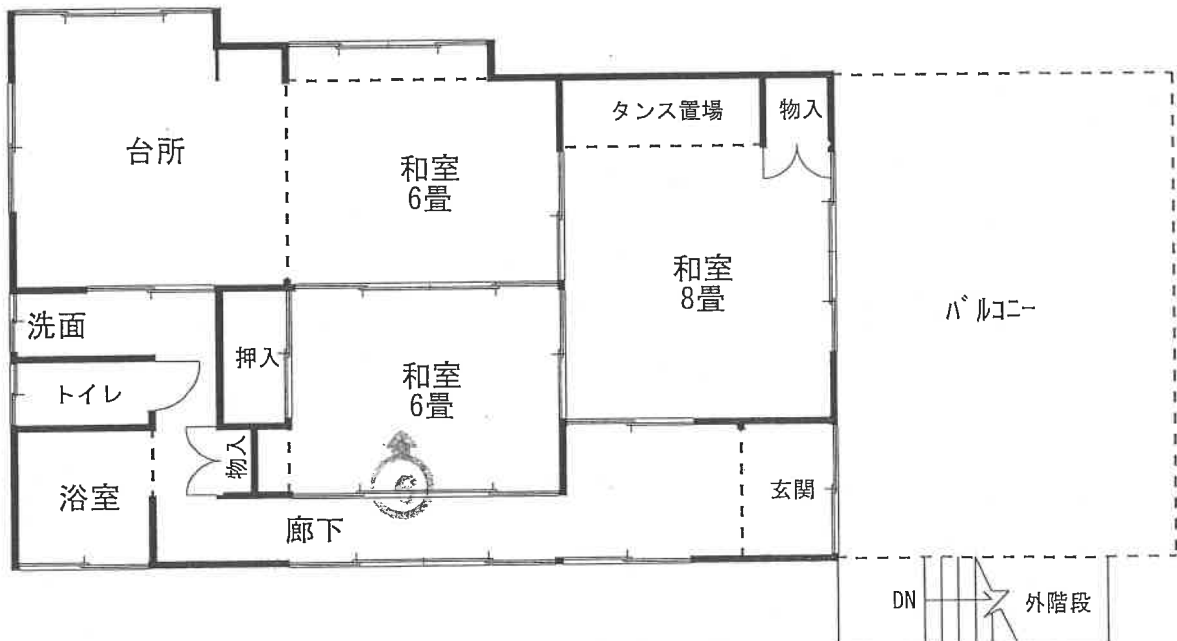 タンス置場
物入
台所
和室
6畳
和室
8畳
バルコニー
洗面
押入
トイレ
和室
6畳
物入
浴室
廊下
玄関
DN
外階段